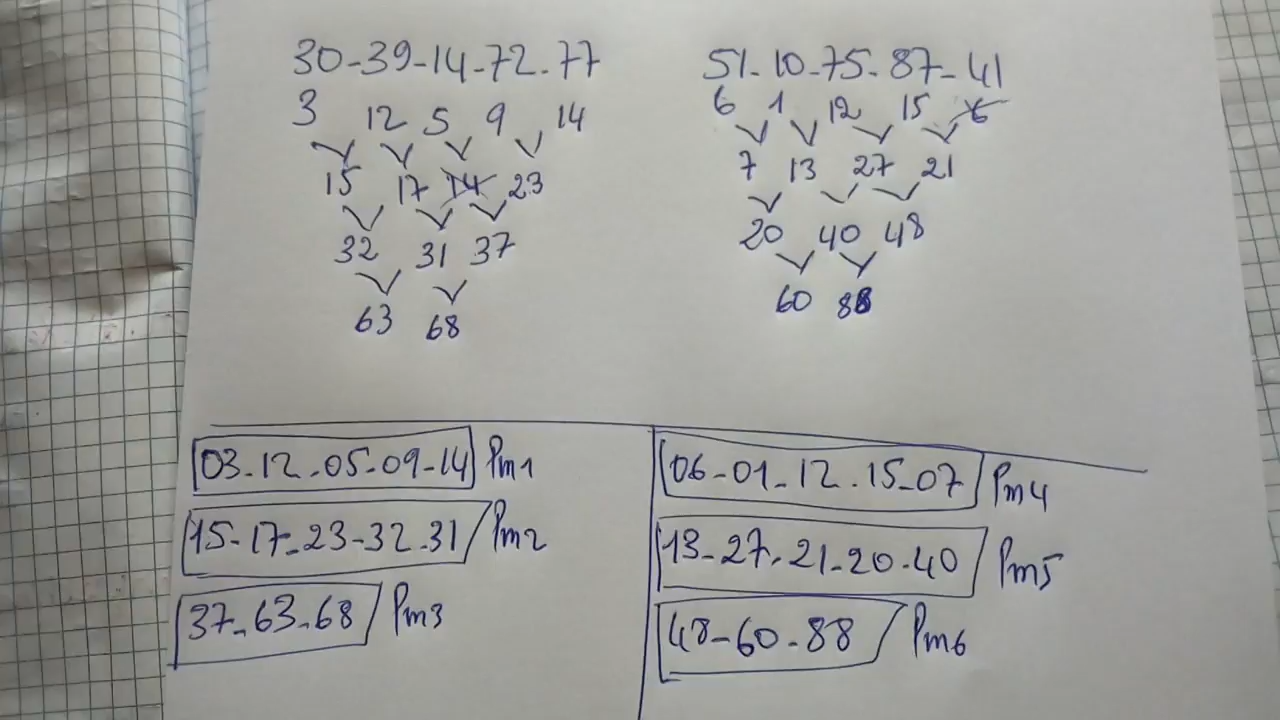 30-39-14-72-77
3 12 5 9 14
15 17 14 23
32 31 37
63 68
51-10-75-87-41
6 1 12 15 6
7 13 27 21
20 40 48
60 88
03-12-05-09-14 Pm1
15-17-23-32-31 Pm2
37-63-68 Pm3
06-01-12-15-07 Pm4
13-27-21-20-40 Pm5
48-60-88 Pm6